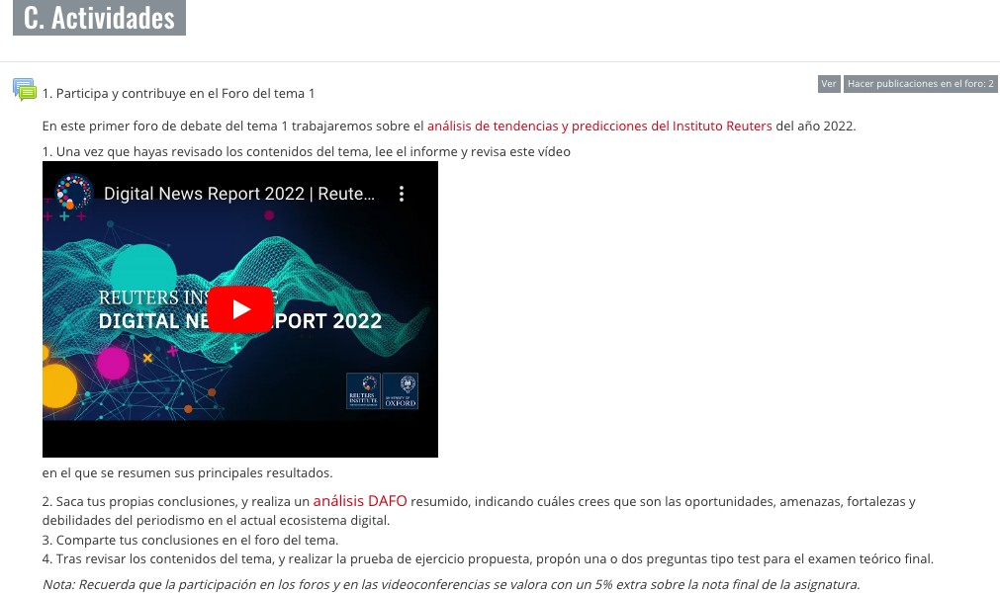 C. Actividades
Ver
Hacer publicaciones en el foro: 2
1. Participa y contribuye en el Foro del tema 1
En este primer foro de debate del tema 1 trabajaremos sobre el análisis de tendencias y predicciones del Instituto Reuters del año 2022.
1. Una vez que hayas revisado los contenidos del tema, lee el informe y revisa este vídeo
Digital News Report 2022 | Reute...
REUTERS INS E
DIGITAL NE PORT 2022
REUTERS
INSTITUTE
UNIVERSITY OF
OXFORD
en el que se resumen sus principales resultados.
2. Saca tus propias conclusiones, y realiza un análisis DAFO resumido, indicando cuáles crees que son las oportunidades, amenazas, fortalezas y
debilidades del periodismo en el actual ecosistema digital.
3. Comparte tus conclusiones en el foro del tema.
4. Tras revisar los contenidos del tema, y realizar la prueba de ejercicio propuesta, propón una o dos preguntas tipo test para el examen teórico final.
Nota: Recuerda que la participación en los foros y en las videoconferencias se valora con un 5% extra sobre la nota final de la asignatura.